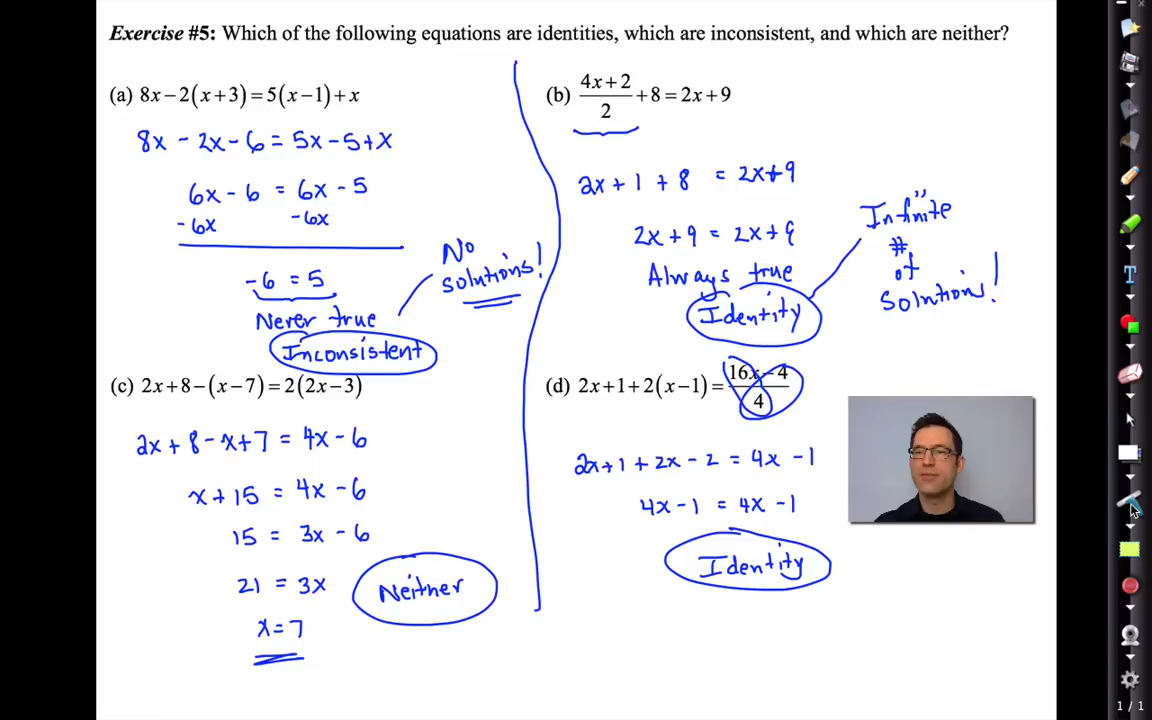 Exercise #5: Which of the following equations are identities, which are inconsistent, and which are neither?
(a) 8x−2(x+3)=5(x−1)+x
8x - 2x - 6 = 5x - 5 + x
6x - 6 = 6x - 5
-6x -6x
-6 = 5
Never true
Inconsistent
No
solutions!
(b) (4x+2)/2 +8=2x+9
2x + 1 + 8 = 2x+9
2x + 9 = 2x + 9
Always true
Identity
Infinite
#
of
Solutions!
(c) 2x+8−(x−7)=2(2x−3)
2x + 8 - x + 7 = 4x - 6
x + 15 = 4x - 6
15 = 3x - 6
21 = 3x
x = 7
Neither
(d) 2x+1+2(x−1)= (16x−4)/4
2x+1 + 2x - 2 = 4x - 1
4x - 1 = 4x - 1
Identity
T
1 / 1